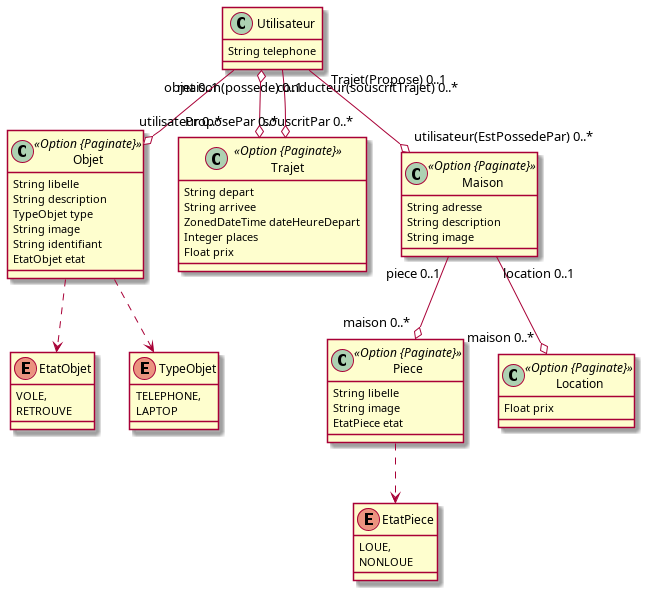 C Utilisateur
String telephone
objet 0..1
maison(possede) 0..1
conducteur(souscritTrajet) 0..*
Trajet(Propose) 0..1
utilisateur 0..*
ProposePar 0..*
souscritPar 0..*
utilisateur(EstPossedePar) 0..*
C «Option {Paginate}»
Objet
String libelle
String description
TypeObjet type
String image
String identifiant
EtatObjet etat
C «Option {Paginate}»
Trajet
String depart
String arrivee
ZonedDateTime dateHeureDepart
Integer places
Float prix
C «Option {Paginate}»
Maison
String adresse
String description
String image
piece 0..1
location 0..1
maison 0..*
maison 0..*
E EtatObjet
VOLE,
RETROUVE
E TypeObjet
TELEPHONE,
LAPTOP
C «Option {Paginate}»
Piece
String libelle
String image
EtatPiece etat
C «Option {Paginate}»
Location
Float prix
E EtatPiece
LOUE,
NONLOUE